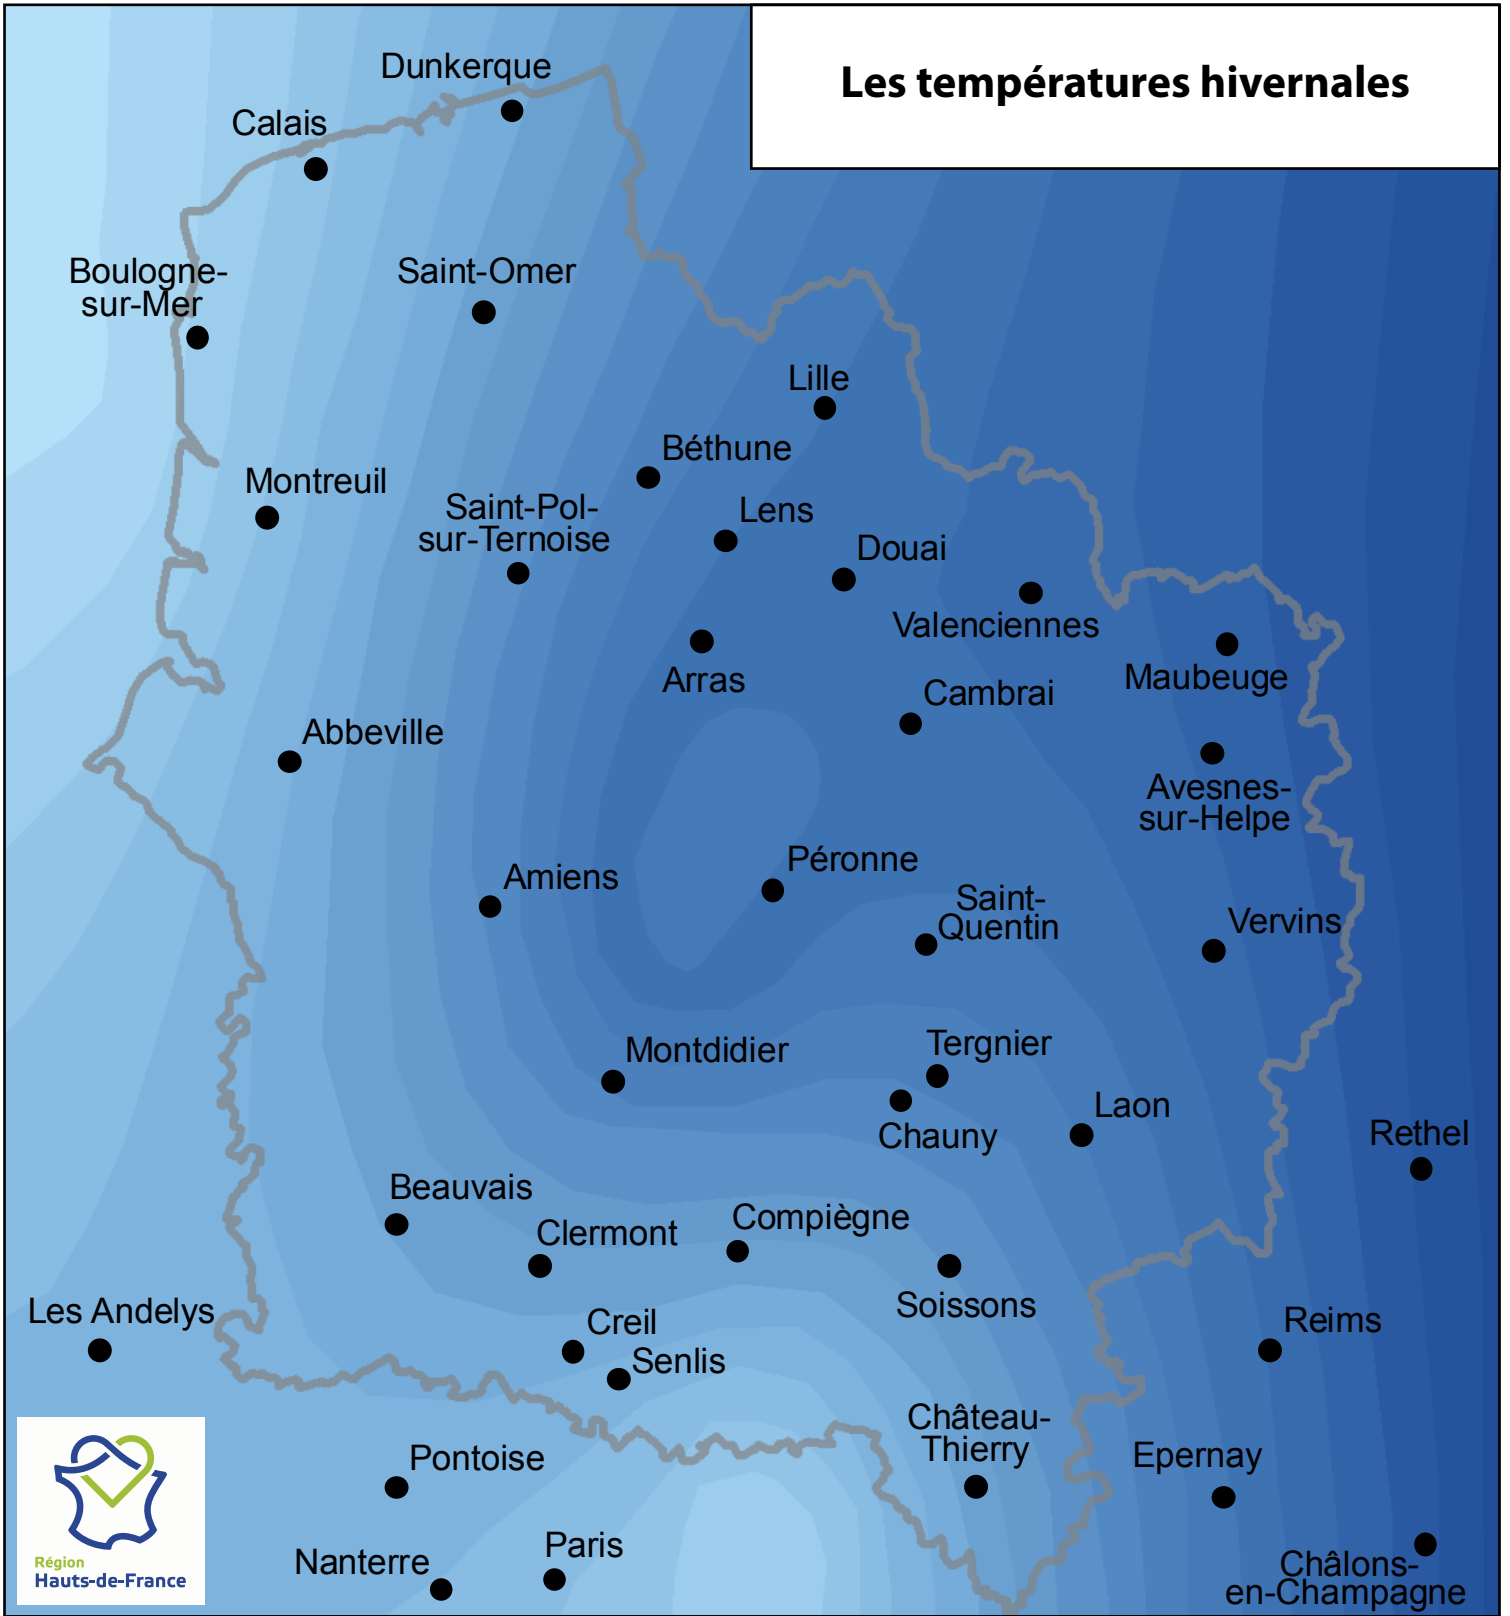 Les températures hivernales
Dunkerque
Calais
Boulogne-
sur-Mer
Saint-Omer
Lille
Béthune
Montreuil
Saint-Pol-
sur-Ternoise
Lens
Douai
Valenciennes
Maubeuge
Arras
Cambrai
Abbeville
Avesnes-
sur-Helpe
Péronne
Amiens
Saint-
Quentin
Vervins
Montdidier
Tergnier
Chauny
Laon
Rethel
Beauvais
Clermont
Compiègne
Soissons
Les Andelys
Creil
Senlis
Reims
Château-
Thierry
Epernay
Pontoise
Paris
Nanterre
Châlons-
en-Champagne
Région
Hauts-de-France